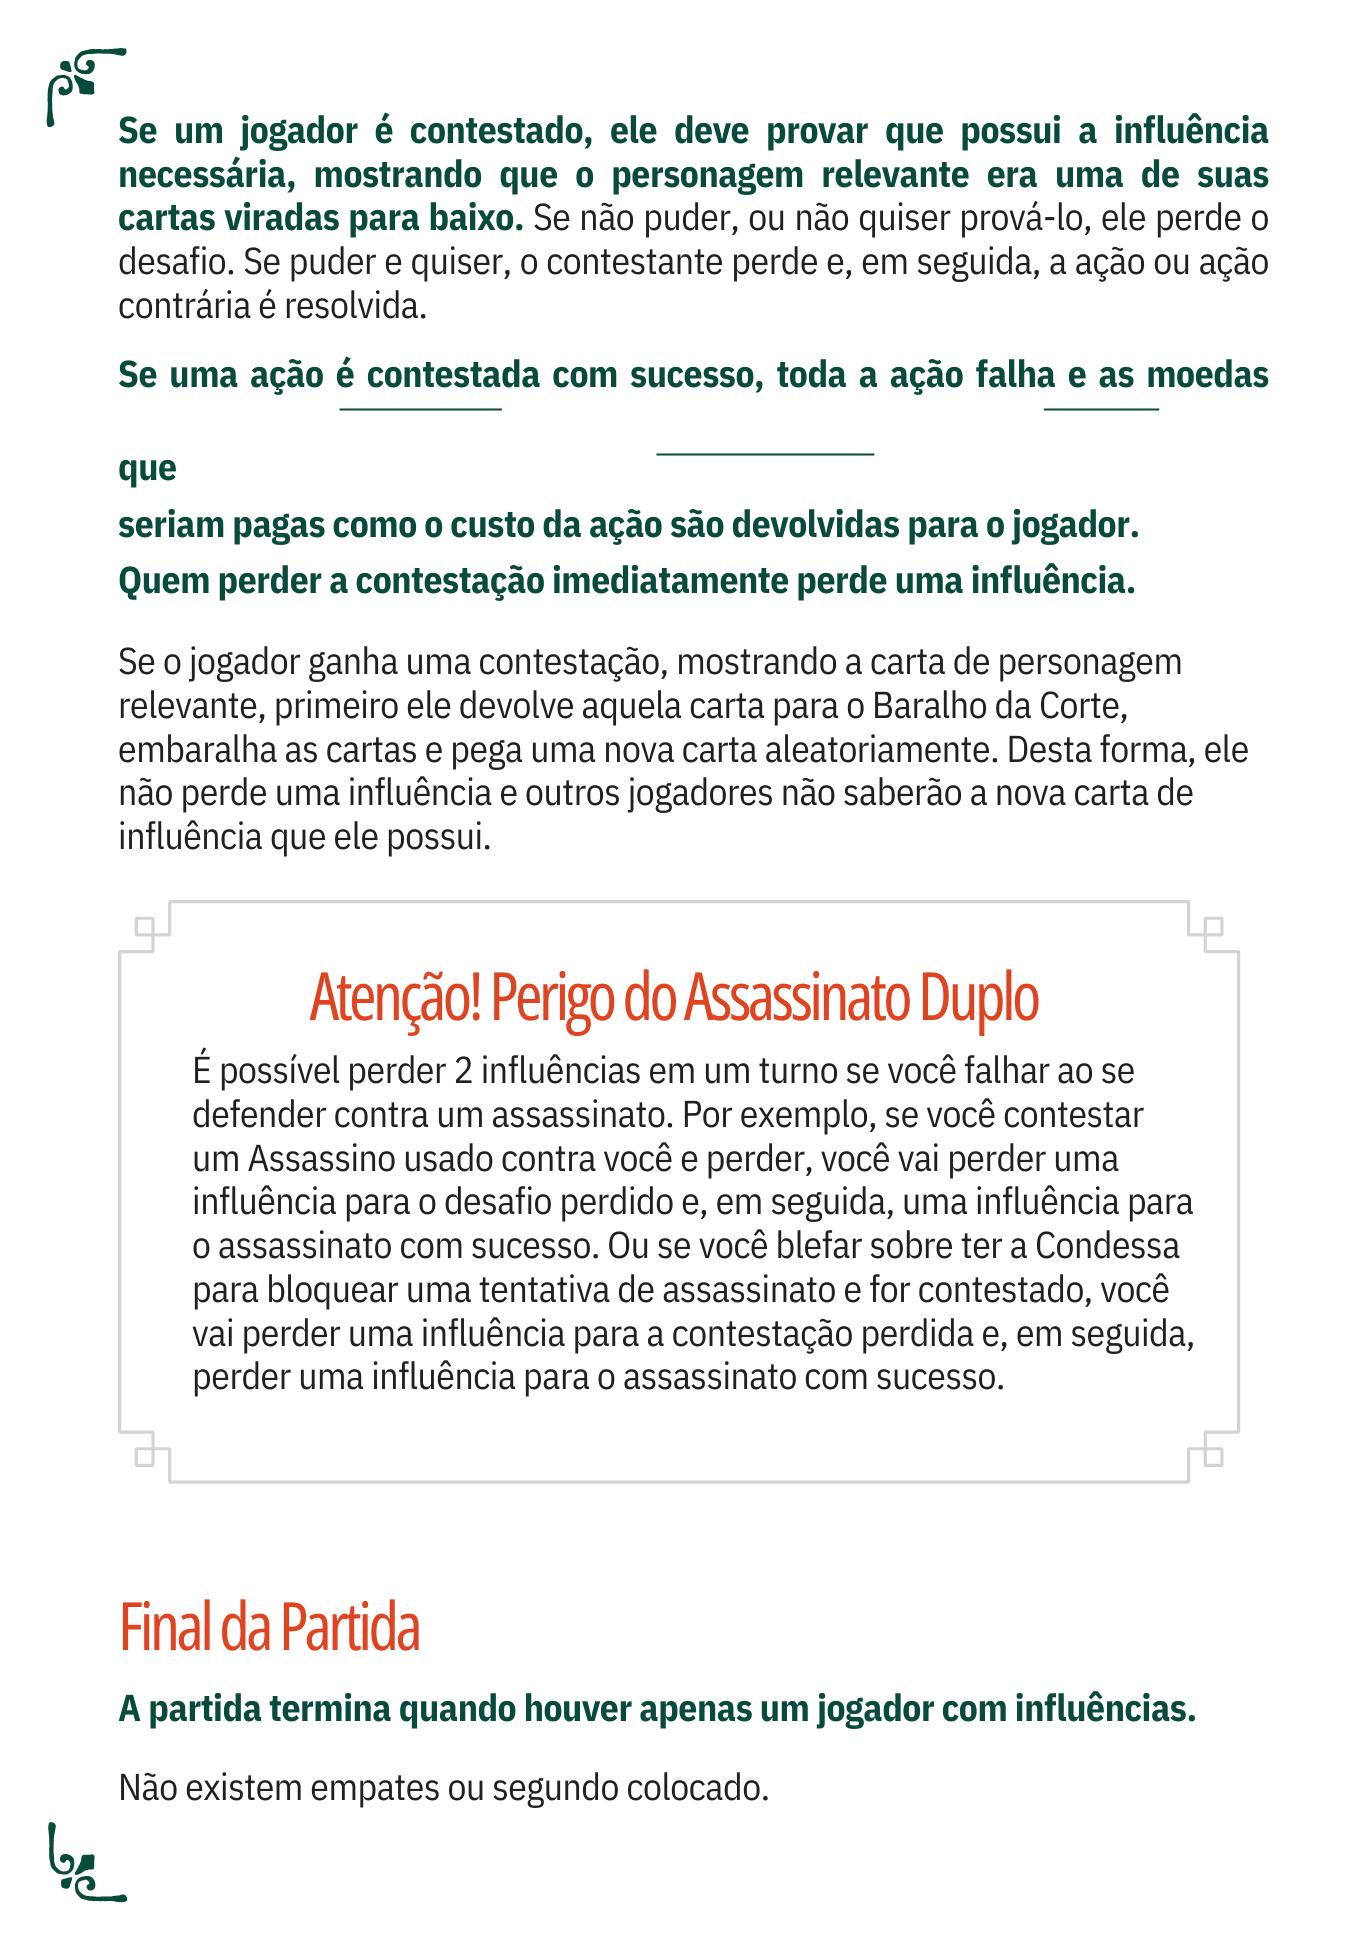 Se um jogador é contestado, ele deve provar que possui a influência
necessária, mostrando que o personagem relevante era uma de suas
cartas viradas para baixo. Se não puder, ou não quiser prová-lo, ele perde o
desafio. Se puder e quiser, o contestante perde e, em seguida, a ação ou ação
contrária é resolvida.
Se uma ação é contestada com sucesso, toda a ação falha e as moedas
que
seriam pagas como o custo da ação são devolvidas para o jogador.
Quem perder a contestação imediatamente perde uma influência.
Se o jogador ganha uma contestação, mostrando a carta de personagem
relevante, primeiro ele devolve aquela carta para o Baralho da Corte,
embaralha as cartas e pega uma nova carta aleatoriamente. Desta forma, ele
não perde uma influência e outros jogadores não saberão a nova carta de
influência que ele possui.
Atenção! Perigo do Assassinato Duplo
É possível perder 2 influências em um turno se você falhar ao se
defender contra um assassinato. Por exemplo, se você contestar
um Assassino usado contra você e perder, você vai perder uma
influência para o desafio perdido e, em seguida, uma influência para
o assassinato com sucesso. Ou se você blefar sobre ter a Condessa
para bloquear uma tentativa de assassinato e for contestado, você
vai perder uma influência para a contestação perdida e, em seguida,
perder uma influência para o assassinato com sucesso.
Final da Partida
A partida termina quando houver apenas um jogador com influências.
Não existem empates ou segundo colocado.